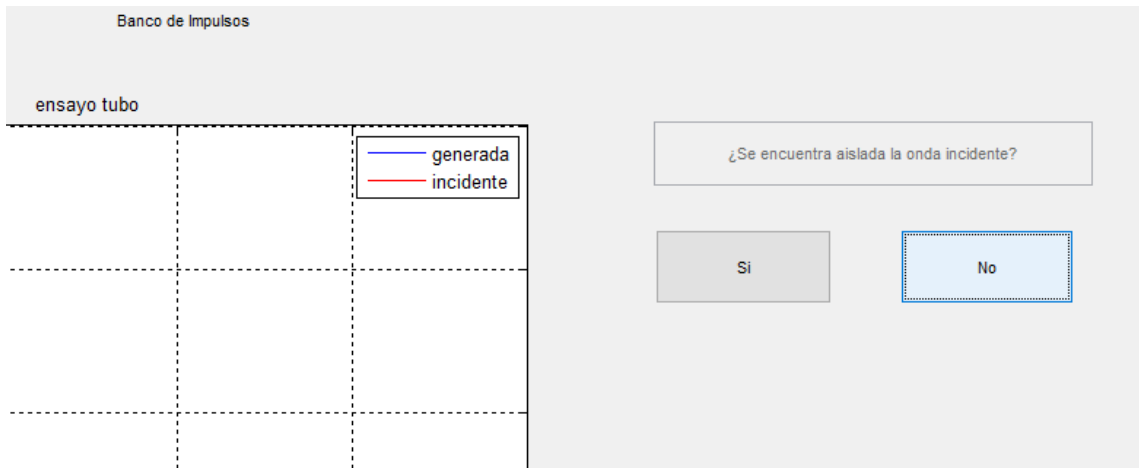 Banco de Impulsos
ensayo tubo
generada
incidente
¿Se encuentra aislada la onda incidente?
Si
No